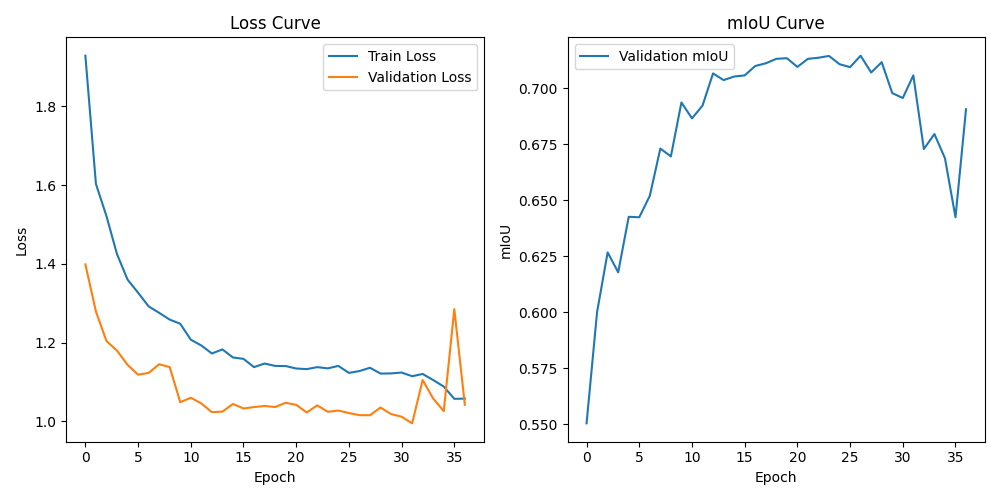 Loss Curve
Train Loss
Validation Loss
1.8
1.6
1.4
1.2
1.0
Loss
0 5 10 15 20 25 30 35
Epoch
mIoU Curve
Validation mIoU
0.700
0.675
0.650
0.625
0.600
0.575
0.550
mIoU
0 5 10 15 20 25 30 35
Epoch